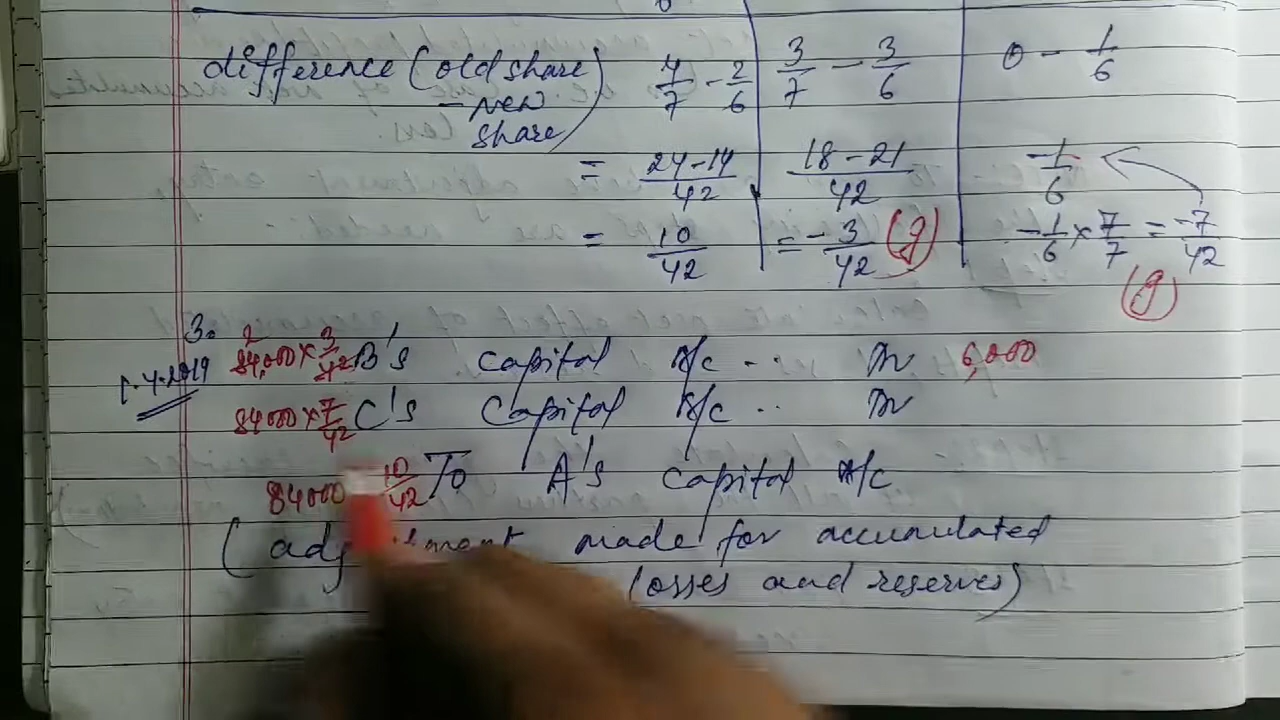 difference (old share 4/7 - 2/6 3/7 - 3/6 0 - 1/6
- new
share)
= 24-14/42 18-21/42 -1/6
= 10/42 = -3/42 (g) -1/6 × 7/7 = -7/42
(g)
3.
1.4.2019 84,000 × 3/42 B's capital A/c .. Dr 6,000
84000 × 7/42 C's Capital A/c .. Dr
84000 10/42 To A's capital A/c
made for accumulated
losses and reserves)